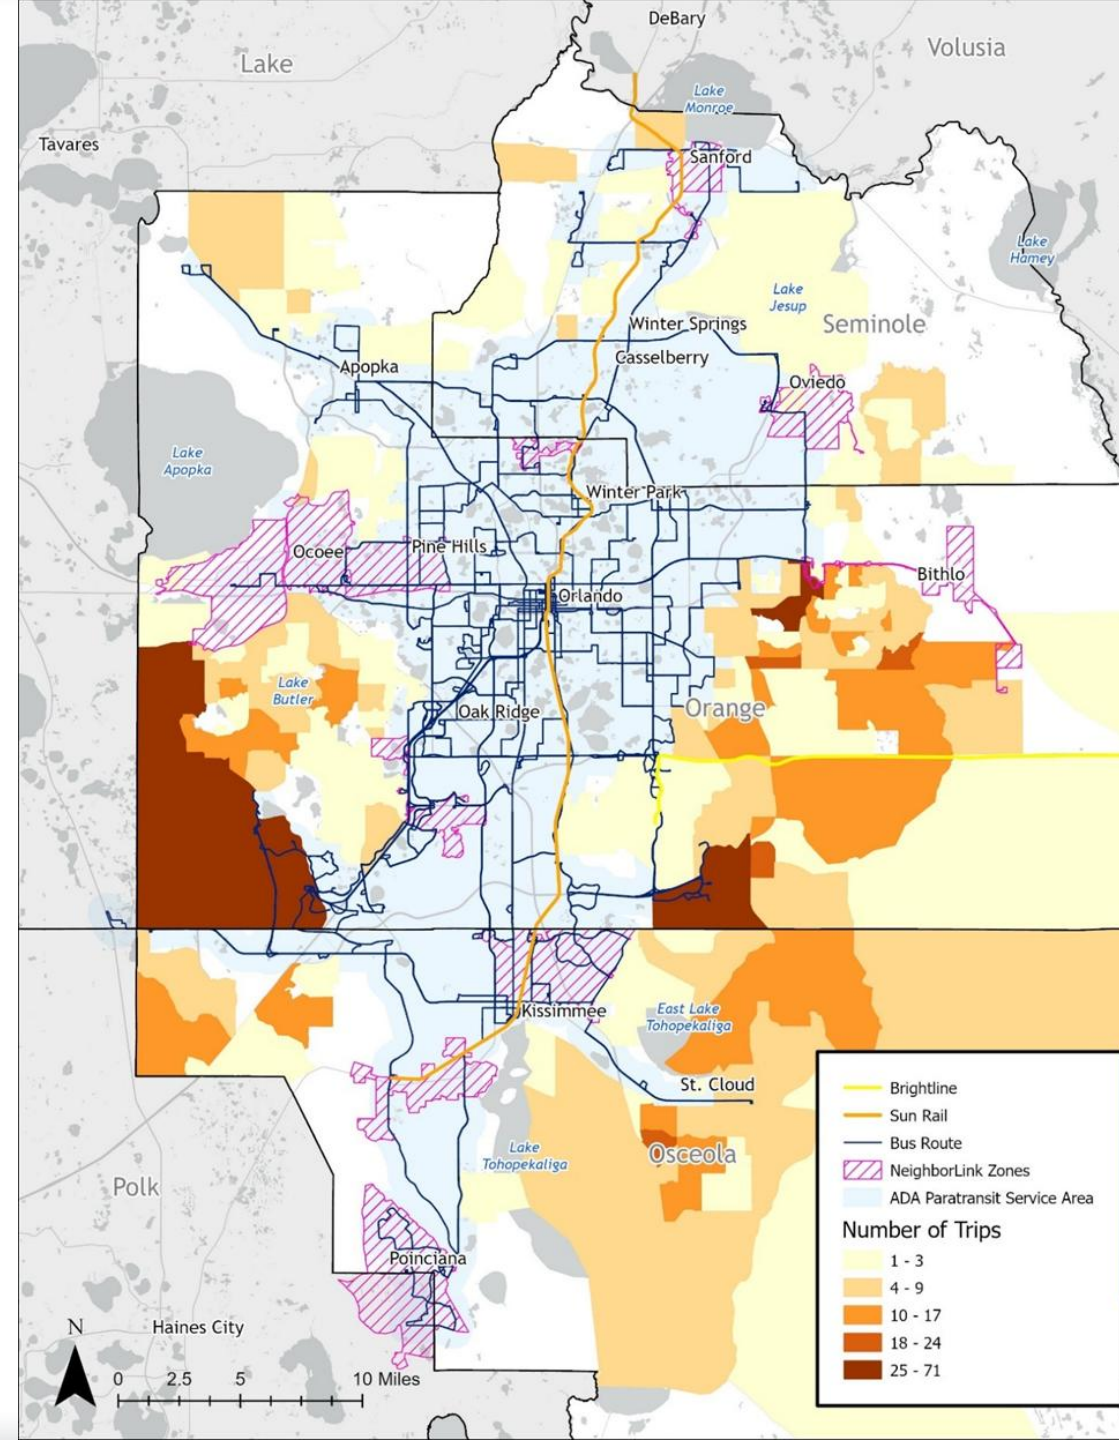 DeBary
Volusia
Lake
Lake
Monroe
Tavares
Sanford
Lake
Hamey
Lake
Jesup
Winter Springs
Seminole
Casselberry
Apopka
Oviedo
Lake
Apopka
Winter Park
Ocoee
Pine Hills
Bithlo
Orlando
Lake
Butler
Oak Ridge
Orange
Kissimmee
East Lake
Tohopekaliga
St. Cloud
Lake
Tohopekaliga
Osceola
Polk
Poinciana
Haines City
N
0 2.5 5 10 Miles
Brightline
Sun Rail
Bus Route
NeighborLink Zones
ADA Paratransit Service Area
Number of Trips
1 - 3
4 - 9
10 - 17
18 - 24
25 - 71